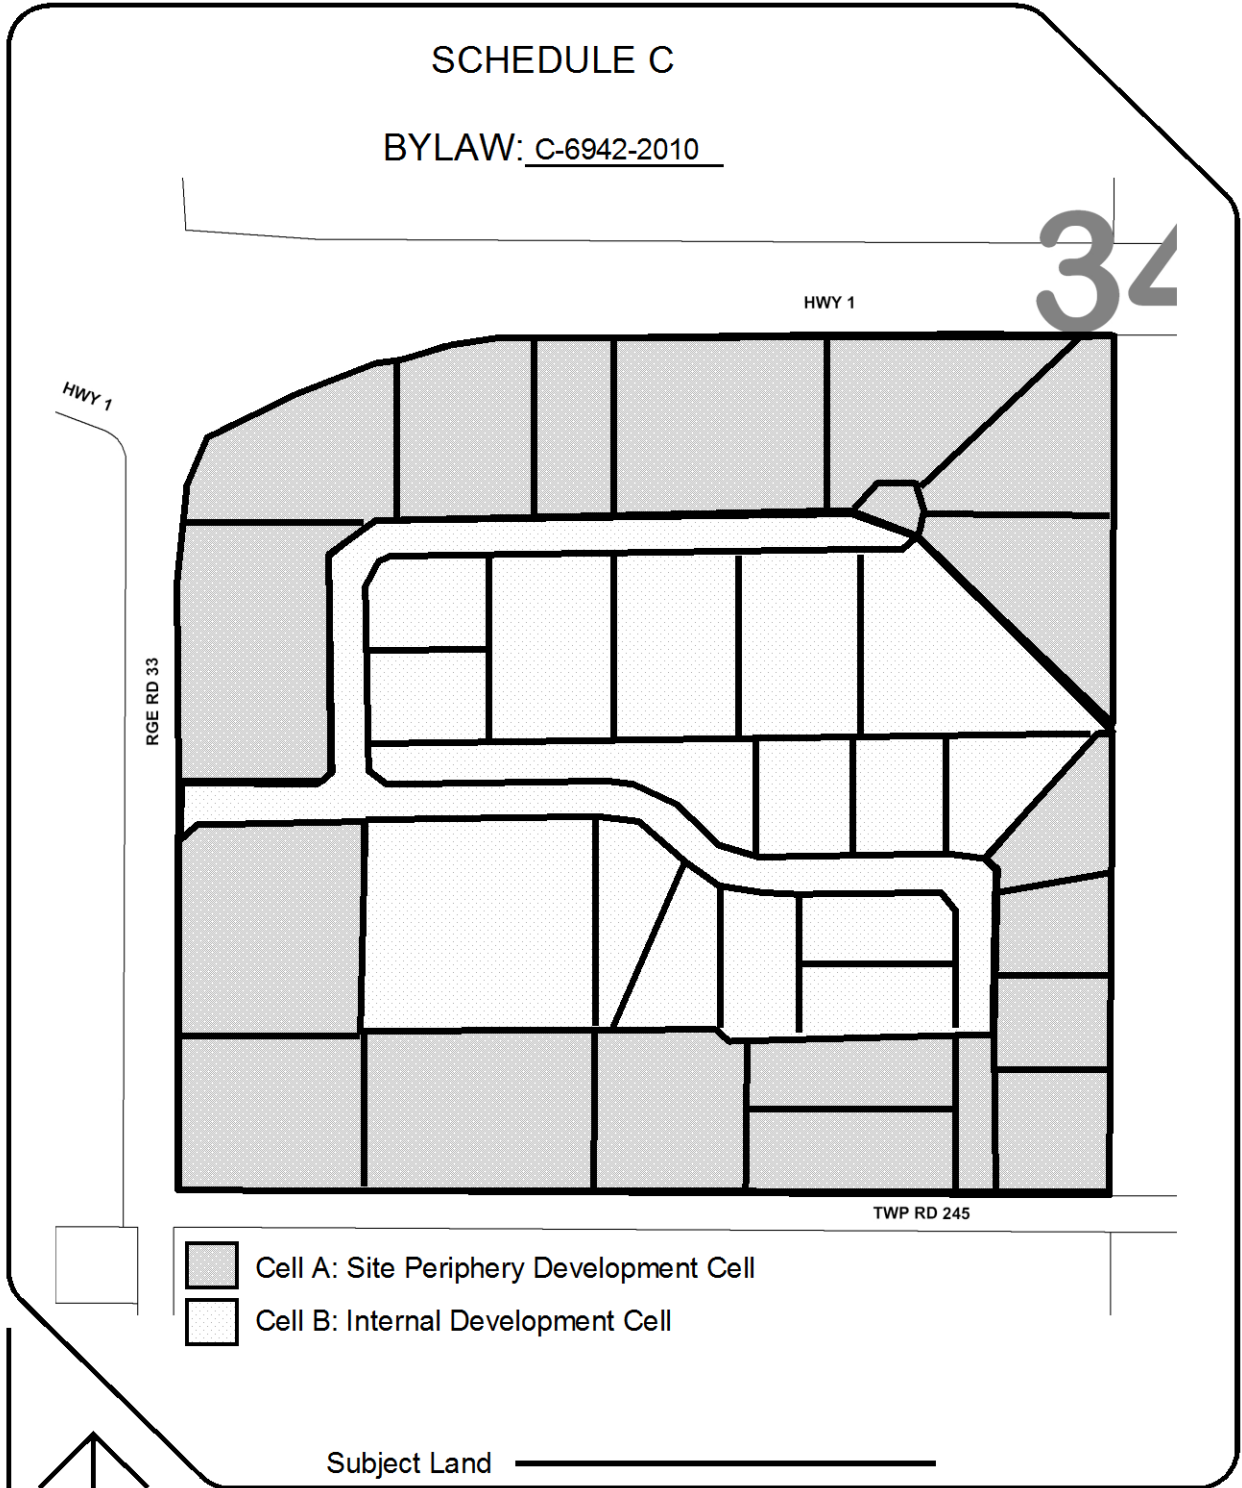 SCHEDULE C
BYLAW: C-6942-2010
34
HWY 1
HWY 1
RGE RD 33
TWP RD 245
Cell A: Site Periphery Development Cell
Cell B: Internal Development Cell
Subject Land